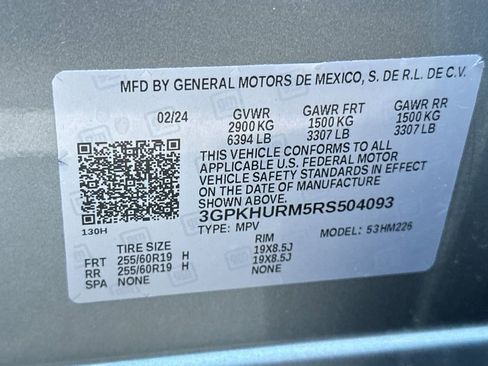 MFD BY GENERAL MOTORS DE MEXICO, S. DE R.L. DE C.V.
02/24 GVWR GAWR FRT GAWR RR
2900 KG 1500 KG 1500 KG
6394 LB 3307 LB 3307 LB
THIS VEHICLE CONFORMS TO ALL
APPLICABLE U.S. FEDERAL MOTOR
VEHICLE SAFETY STANDARDS IN EFFECT
ON THE DATE OF MANUFACTURE
SHOWN ABOVE.
3GPKHURM5RS504093
130H TYPE: MPV MODEL: 53HM226
TIRE SIZE RIM
FRT 255/60R19 H 19X8.5J
RR 255/60R19 H 19X8.5J
SPA NONE NONE